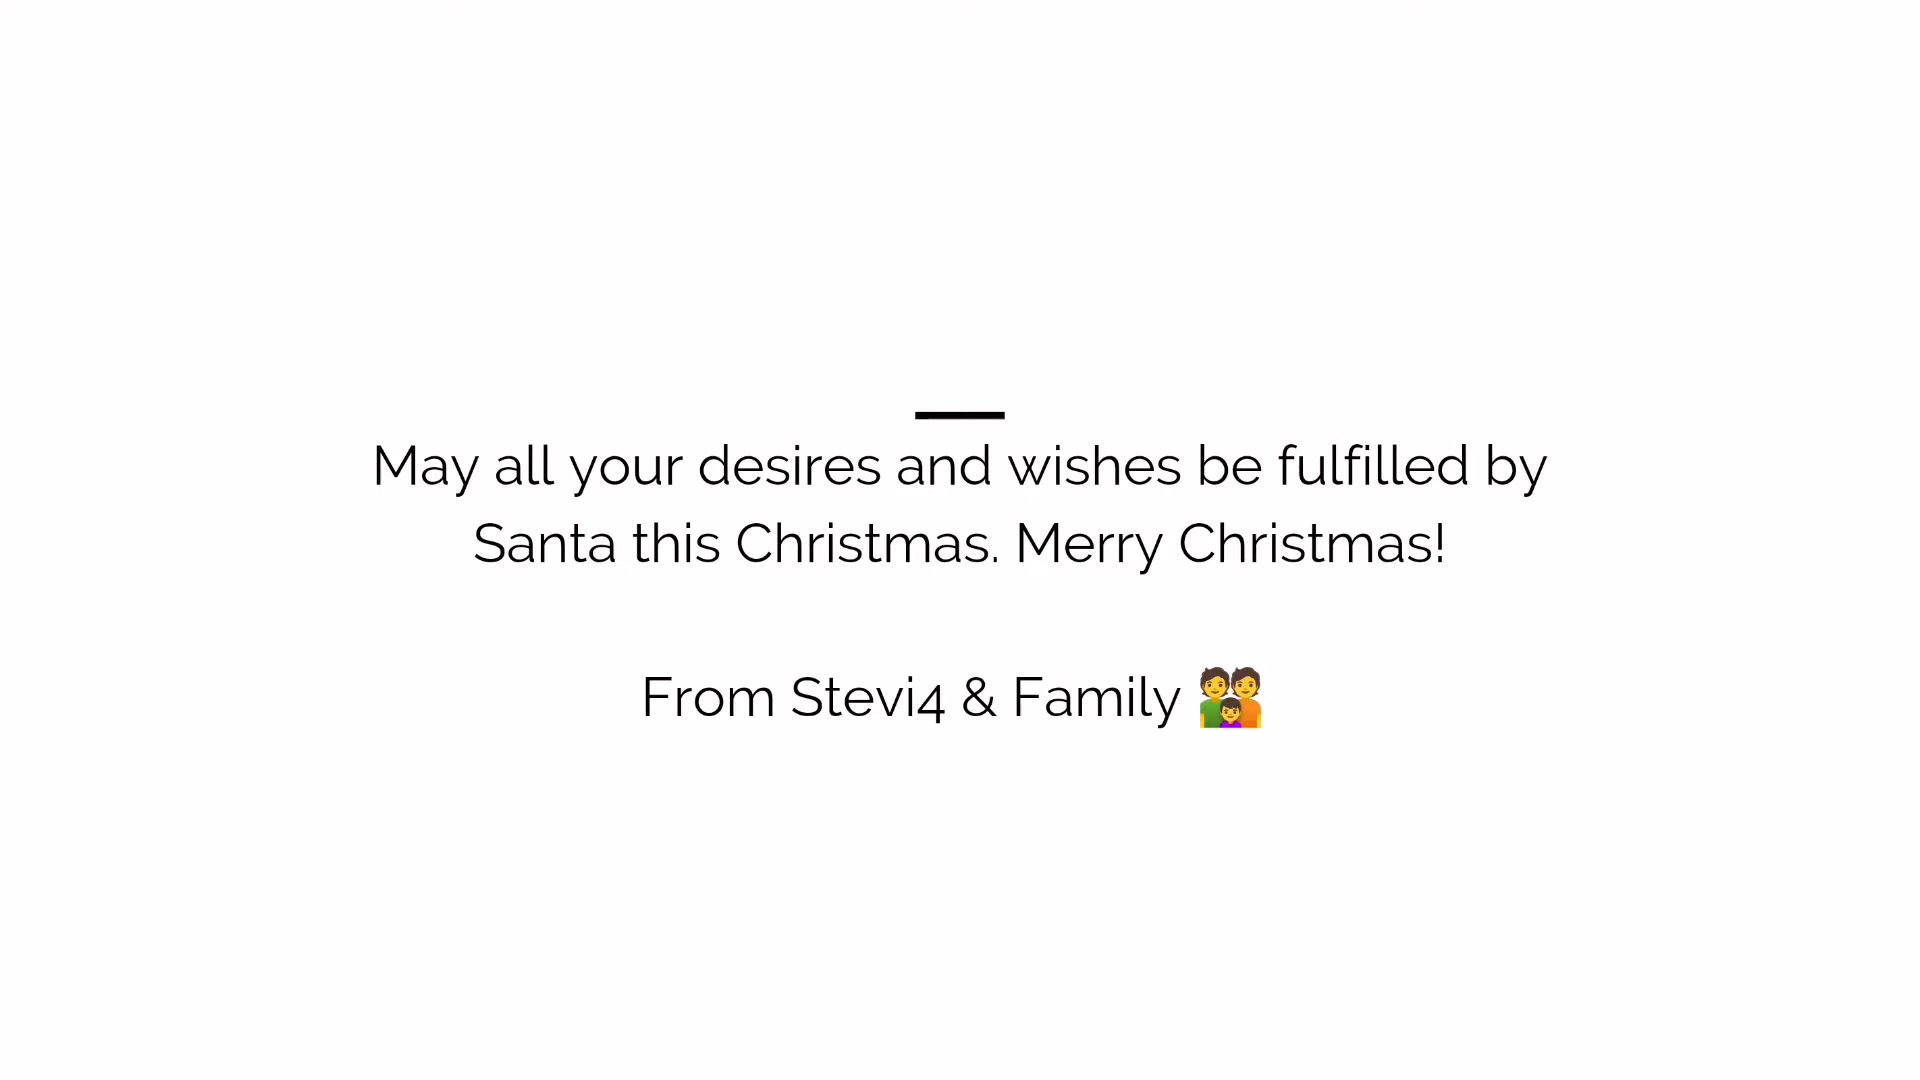 May all your desires and wishes be fulfilled by
Santa this Christmas. Merry Christmas!
From Stevi4 & Family 👪